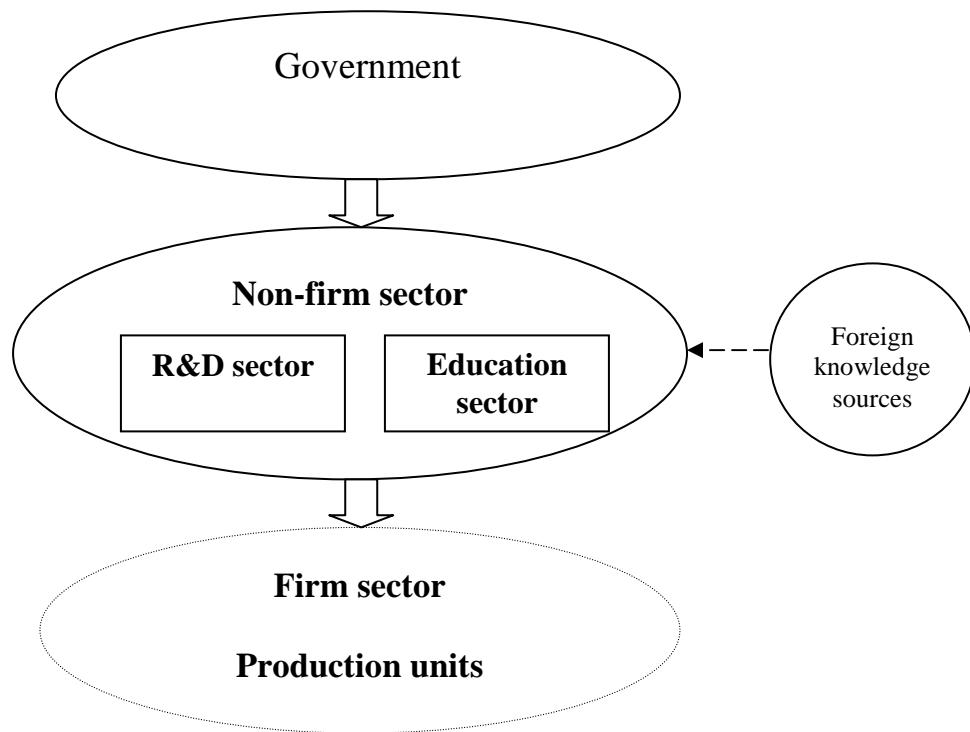 Government
Non-firm sector
R&D sector
Education
sector
Foreign
knowledge
sources
Firm sector
Production units